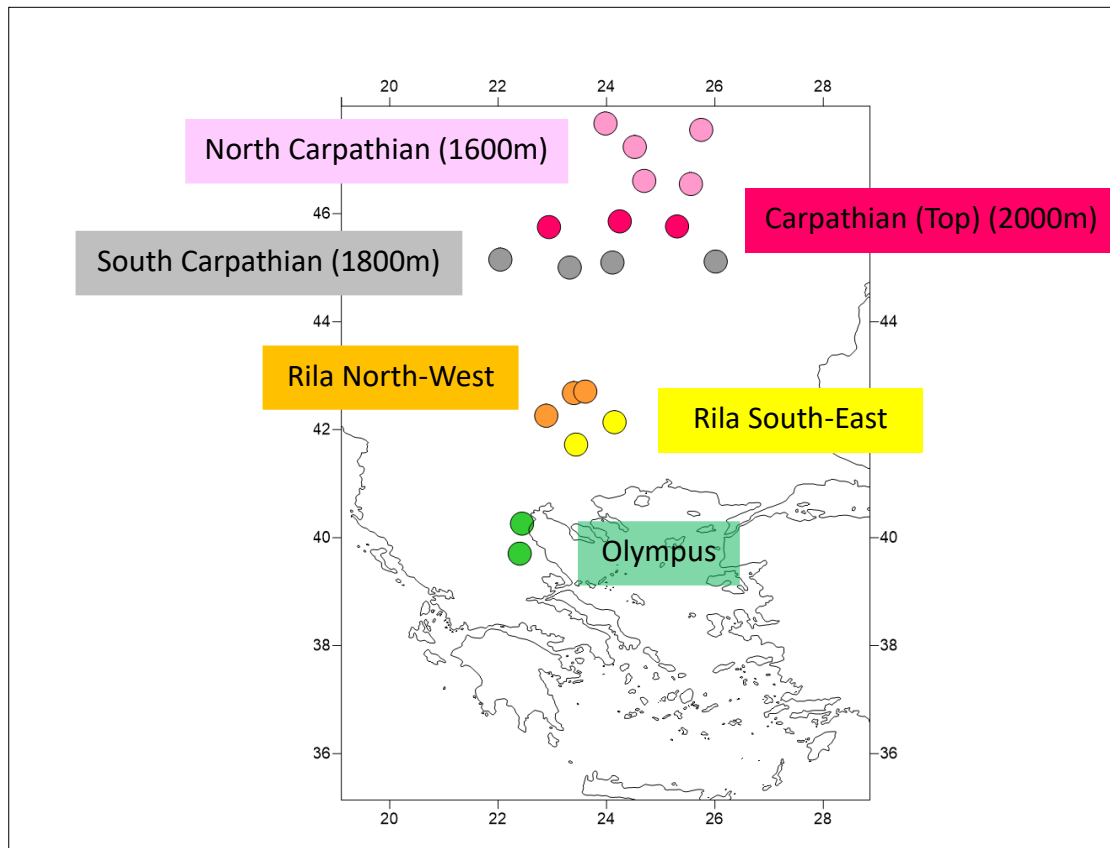 20 22 24 26 28
North Carpathian (1600m)
46
Carpathian (Top) (2000m)
South Carpathian (1800m)
44 44
Rila North-West
Rila South-East
42
40 Olympus 40
38 38
36 36
20 22 24 26 28